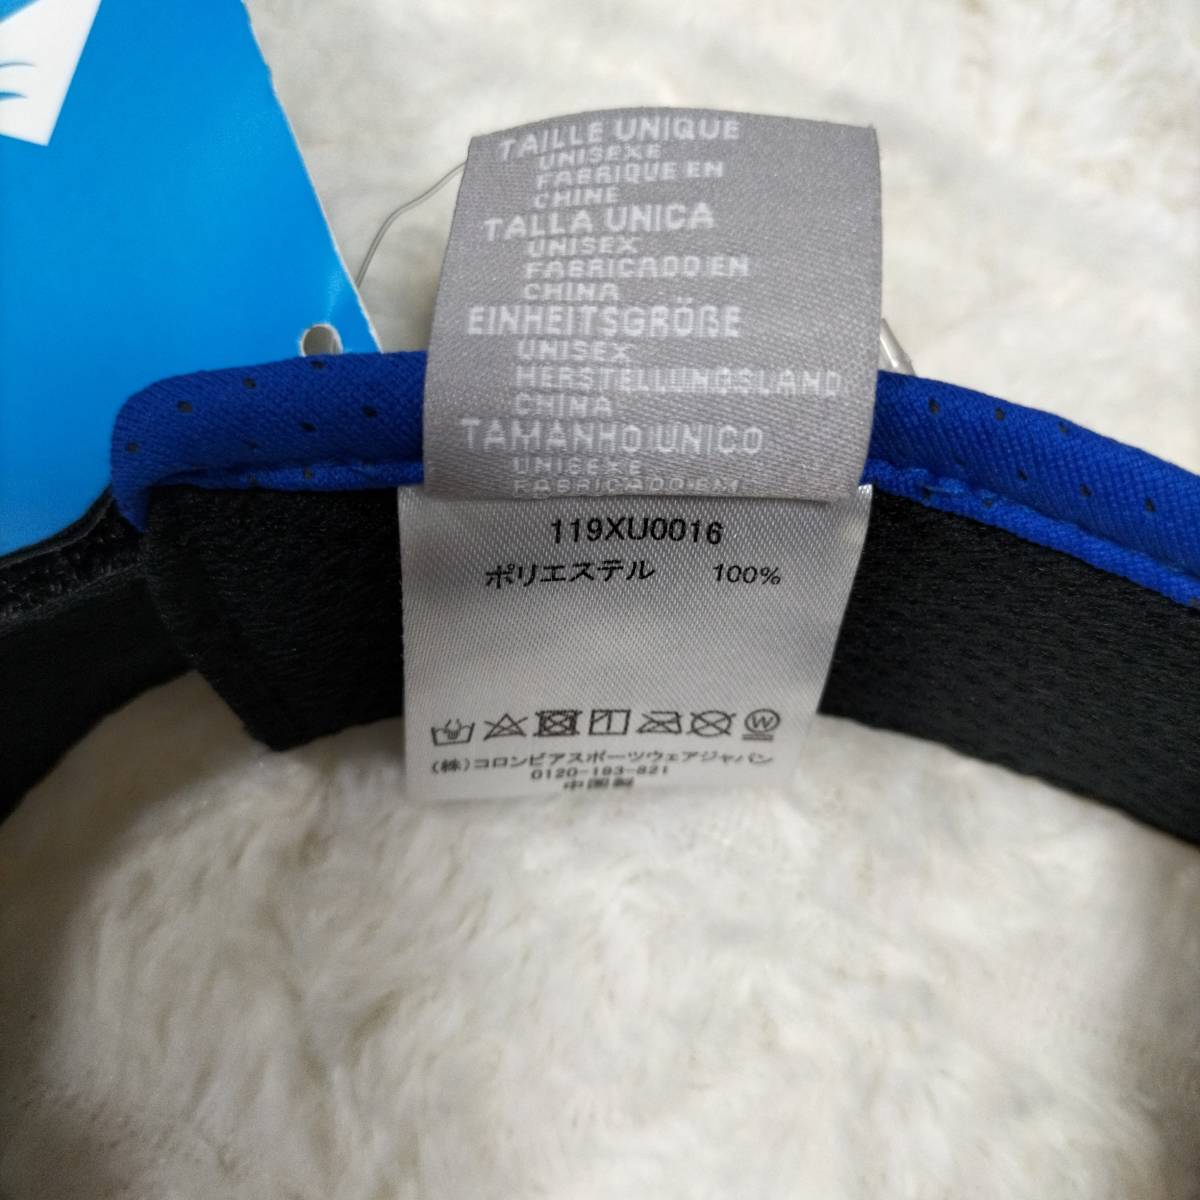 TAILLE UNIQUE
UNISEXE
FABRIQUE EN
CHINE
TALLA UNICA
UNISEX
FABRICADO EN
CHINA
EINHEITSGRÖßE
UNISEX
HERSTELLUNGSLAND
CHINA
TAMANHO UNICO
UNISEXE
FABRICADO EM
119XU0016
ポリエステル 100%
W
(株)コロンビアスポーツウェアジャパン
0120-193-821
中国製